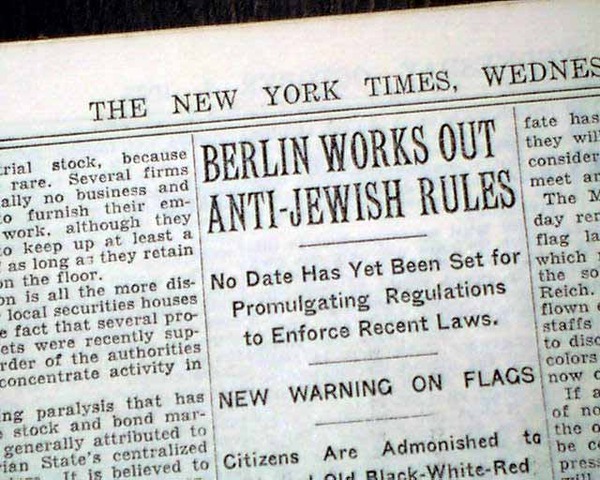 THE NEW YORK TIMES, WEDNES
trial stock, because
rare. Several firms
ally no business and
to furnish their em-
work, although they
to keep up at least a
as long as they retain
on the floor.
on is all the more dis-
local securities houses
e fact that several pro-
ets were recently sup-
rder of the authorities
concentrate activity in
ng paralysis that has
stock and bond mar-
generally attributed to
ian State's centralized
It is believed to
BERLIN WORKS OUT
ANTI-JEWISH RULES
No Date Has Yet Been Set for
Promulgating Regulations
to Enforce Recent Laws.
NEW WARNING ON FLAGS
Citizens Are Admonished to
Old Black-White-Red
fate has
they will
consider
meet an
The M
day ren
flag la
which
the so
Reich.
flown
staffs
to disc
colors
now o
If a
of no
the o
be c
press
will